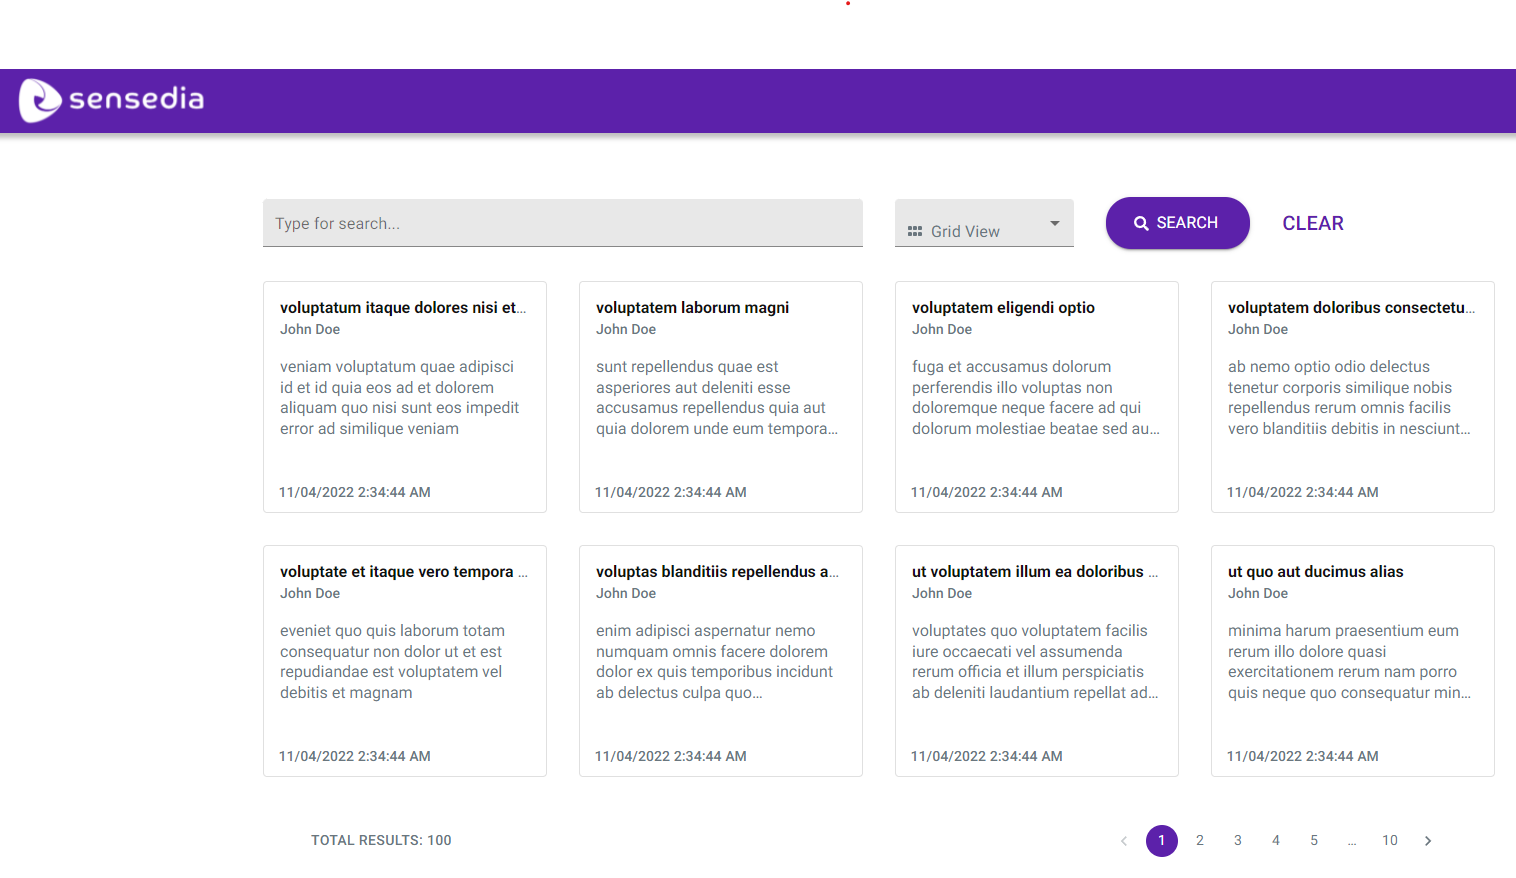 sensedia
Type for search...
Grid View
SEARCH
CLEAR
voluptatum itaque dolores nisi et...
John Doe
veniam voluptatum quae adipisci
id et id quia eos ad et dolorem
aliquam quo nisi sunt eos impedit
error ad similique veniam
11/04/2022 2:34:44 AM
voluptatem laborum magni
John Doe
sunt repellendus quae est
asperiores aut deleniti esse
accusamus repellendus quia aut
quia dolorem unde eum tempora...
11/04/2022 2:34:44 AM
voluptatem eligendi optio
John Doe
fuga et accusamus dolorum
perferendis illo voluptas non
doloremque neque facere ad qui
dolorum molestiae beatae sed au...
11/04/2022 2:34:44 AM
voluptatem doloribus consectetu...
John Doe
ab nemo optio odio delectus
tenetur corporis similique nobis
repellendus rerum omnis facilis
vero blanditiis debitis in nesciunt...
11/04/2022 2:34:44 AM
voluptate et itaque vero tempora ...
John Doe
eveniet quo quis laborum totam
consequatur non dolor ut et est
repudiandae est voluptatem vel
debitis et magnam
11/04/2022 2:34:44 AM
voluptas blanditiis repellendus a...
John Doe
enim adipisci aspernatur nemo
numquam omnis facere dolorem
dolor ex quis temporibus incidunt
ab delectus culpa quo...
11/04/2022 2:34:44 AM
ut voluptatem illum ea doloribus ...
John Doe
voluptates quo voluptatem facilis
iure occaecati vel assumenda
rerum officia et illum perspiciatis
ab deleniti laudantium repellat ad...
11/04/2022 2:34:44 AM
ut quo aut ducimus alias
John Doe
minima harum praesentium eum
rerum illo dolore quasi
exercitationem rerum nam porro
quis neque quo consequatur min...
11/04/2022 2:34:44 AM
TOTAL RESULTS: 100
1 2 3 4 5 ... 10